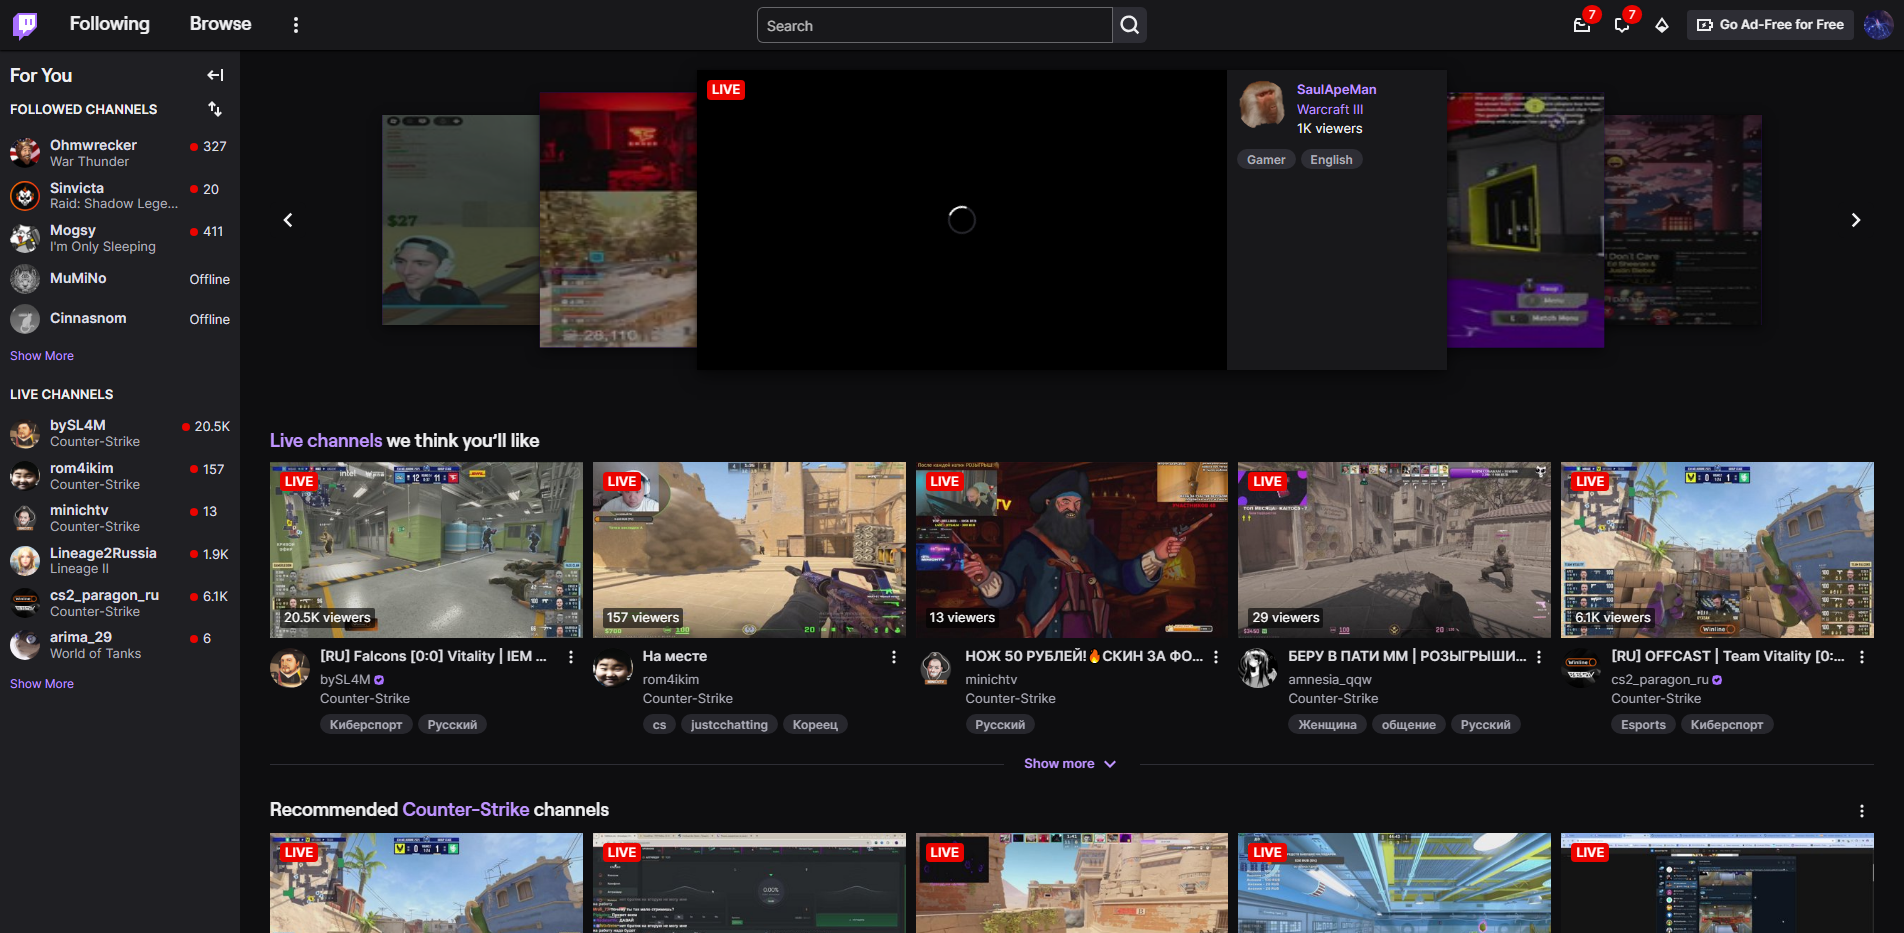 Following
Browse
Search
7
7
Go Ad-Free for Free
For You
FOLLOWED CHANNELS
Ohmwrecker
War Thunder
327
Sinvicta
Raid: Shadow Lege...
20
Mogsy
I'm Only Sleeping
411
MuMiNo
Offline
Cinnasnom
Offline
Show More
LIVE CHANNELS
bySL4M
Counter-Strike
20.5K
rom4ikim
Counter-Strike
157
minichtv
Counter-Strike
13
Lineage2Russia
Lineage II
1.9K
cs2_paragon_ru
Counter-Strike
6.1K
arima_29
World of Tanks
6
Show More
$27
28,110
LIVE
SaulApeMan
Warcraft III
1K viewers
Gamer
English
Match Menu
Live channels we think you'll like
LIVE
20.5K viewers
[RU] Falcons [0:0] Vitality | IEM ...
bySL4M
Counter-Strike
Киберспорт
Русский
LIVE
157 viewers
На месте
rom4ikim
Counter-Strike
cs
justcchatting
Кореец
LIVE
13 viewers
НОЖ 50 РУБЛЕЙ!🔥СКИН ЗА ФО...
minichtv
Counter-Strike
Русский
LIVE
29 viewers
БЕРУ В ПАТИ ММ | РОЗЫГРЫШИ...
amnesia_qqw
Counter-Strike
Женщина
общение
Русский
LIVE
6.1K viewers
[RU] OFFCAST | Team Vitality [0:...
cs2_paragon_ru
Counter-Strike
Esports
Киберспорт
Show more
Recommended Counter-Strike channels
LIVE
LIVE
LIVE
LIVE
LIVE